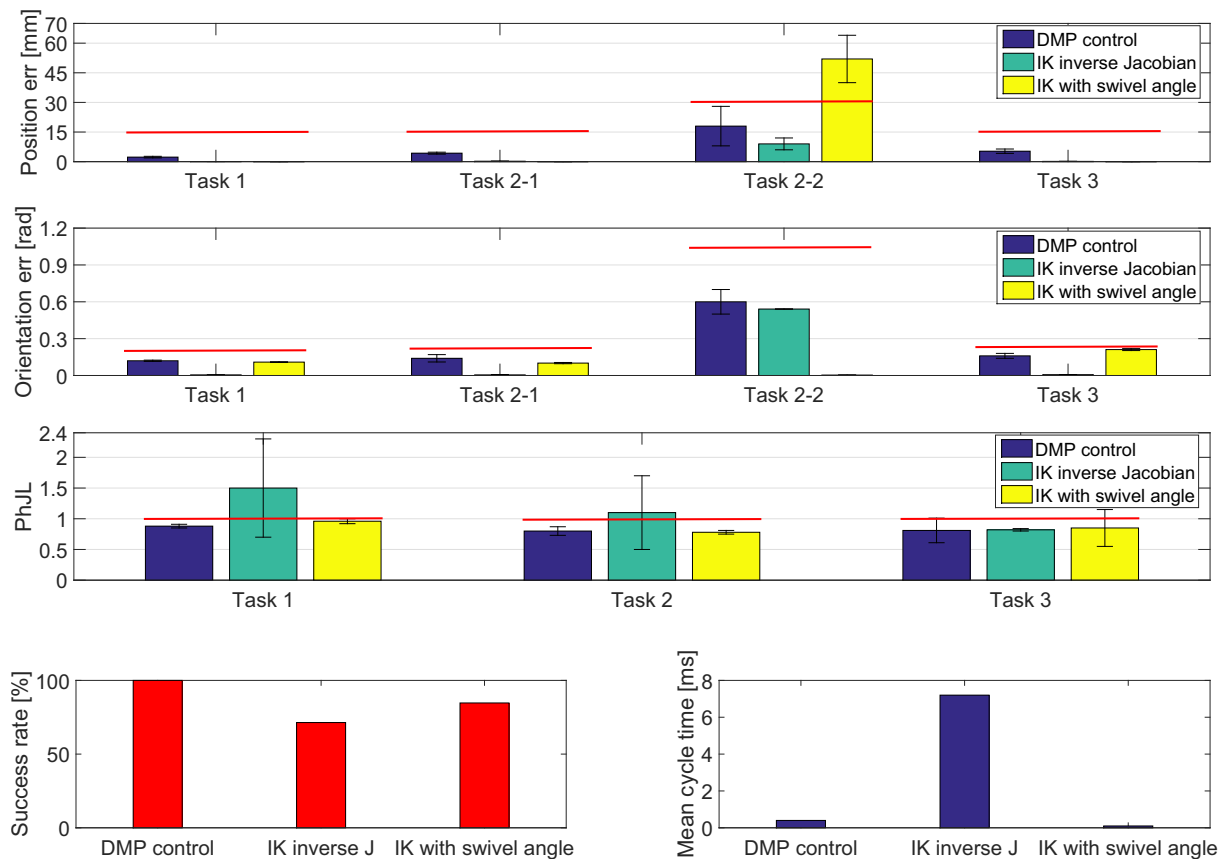 Position err [mm]
70
60
45
30
15
0
DMP control
IK inverse Jacobian
IK with swivel angle
Task 1
Task 2-1
Task 2-2
Task 3
Orientation err [rad]
1.2
0.9
0.6
0.3
0
DMP control
IK inverse Jacobian
IK with swivel angle
Task 1
Task 2-1
Task 2-2
Task 3
PhJL
2.4
2
1.5
1
0.5
0
DMP control
IK inverse Jacobian
IK with swivel angle
Task 1
Task 2
Task 3
Success rate [%]
100
50
0
DMP control
IK inverse J
IK with swivel angle
Mean cycle time [ms]
8
6
4
2
0
DMP control
IK inverse J
IK with swivel angle